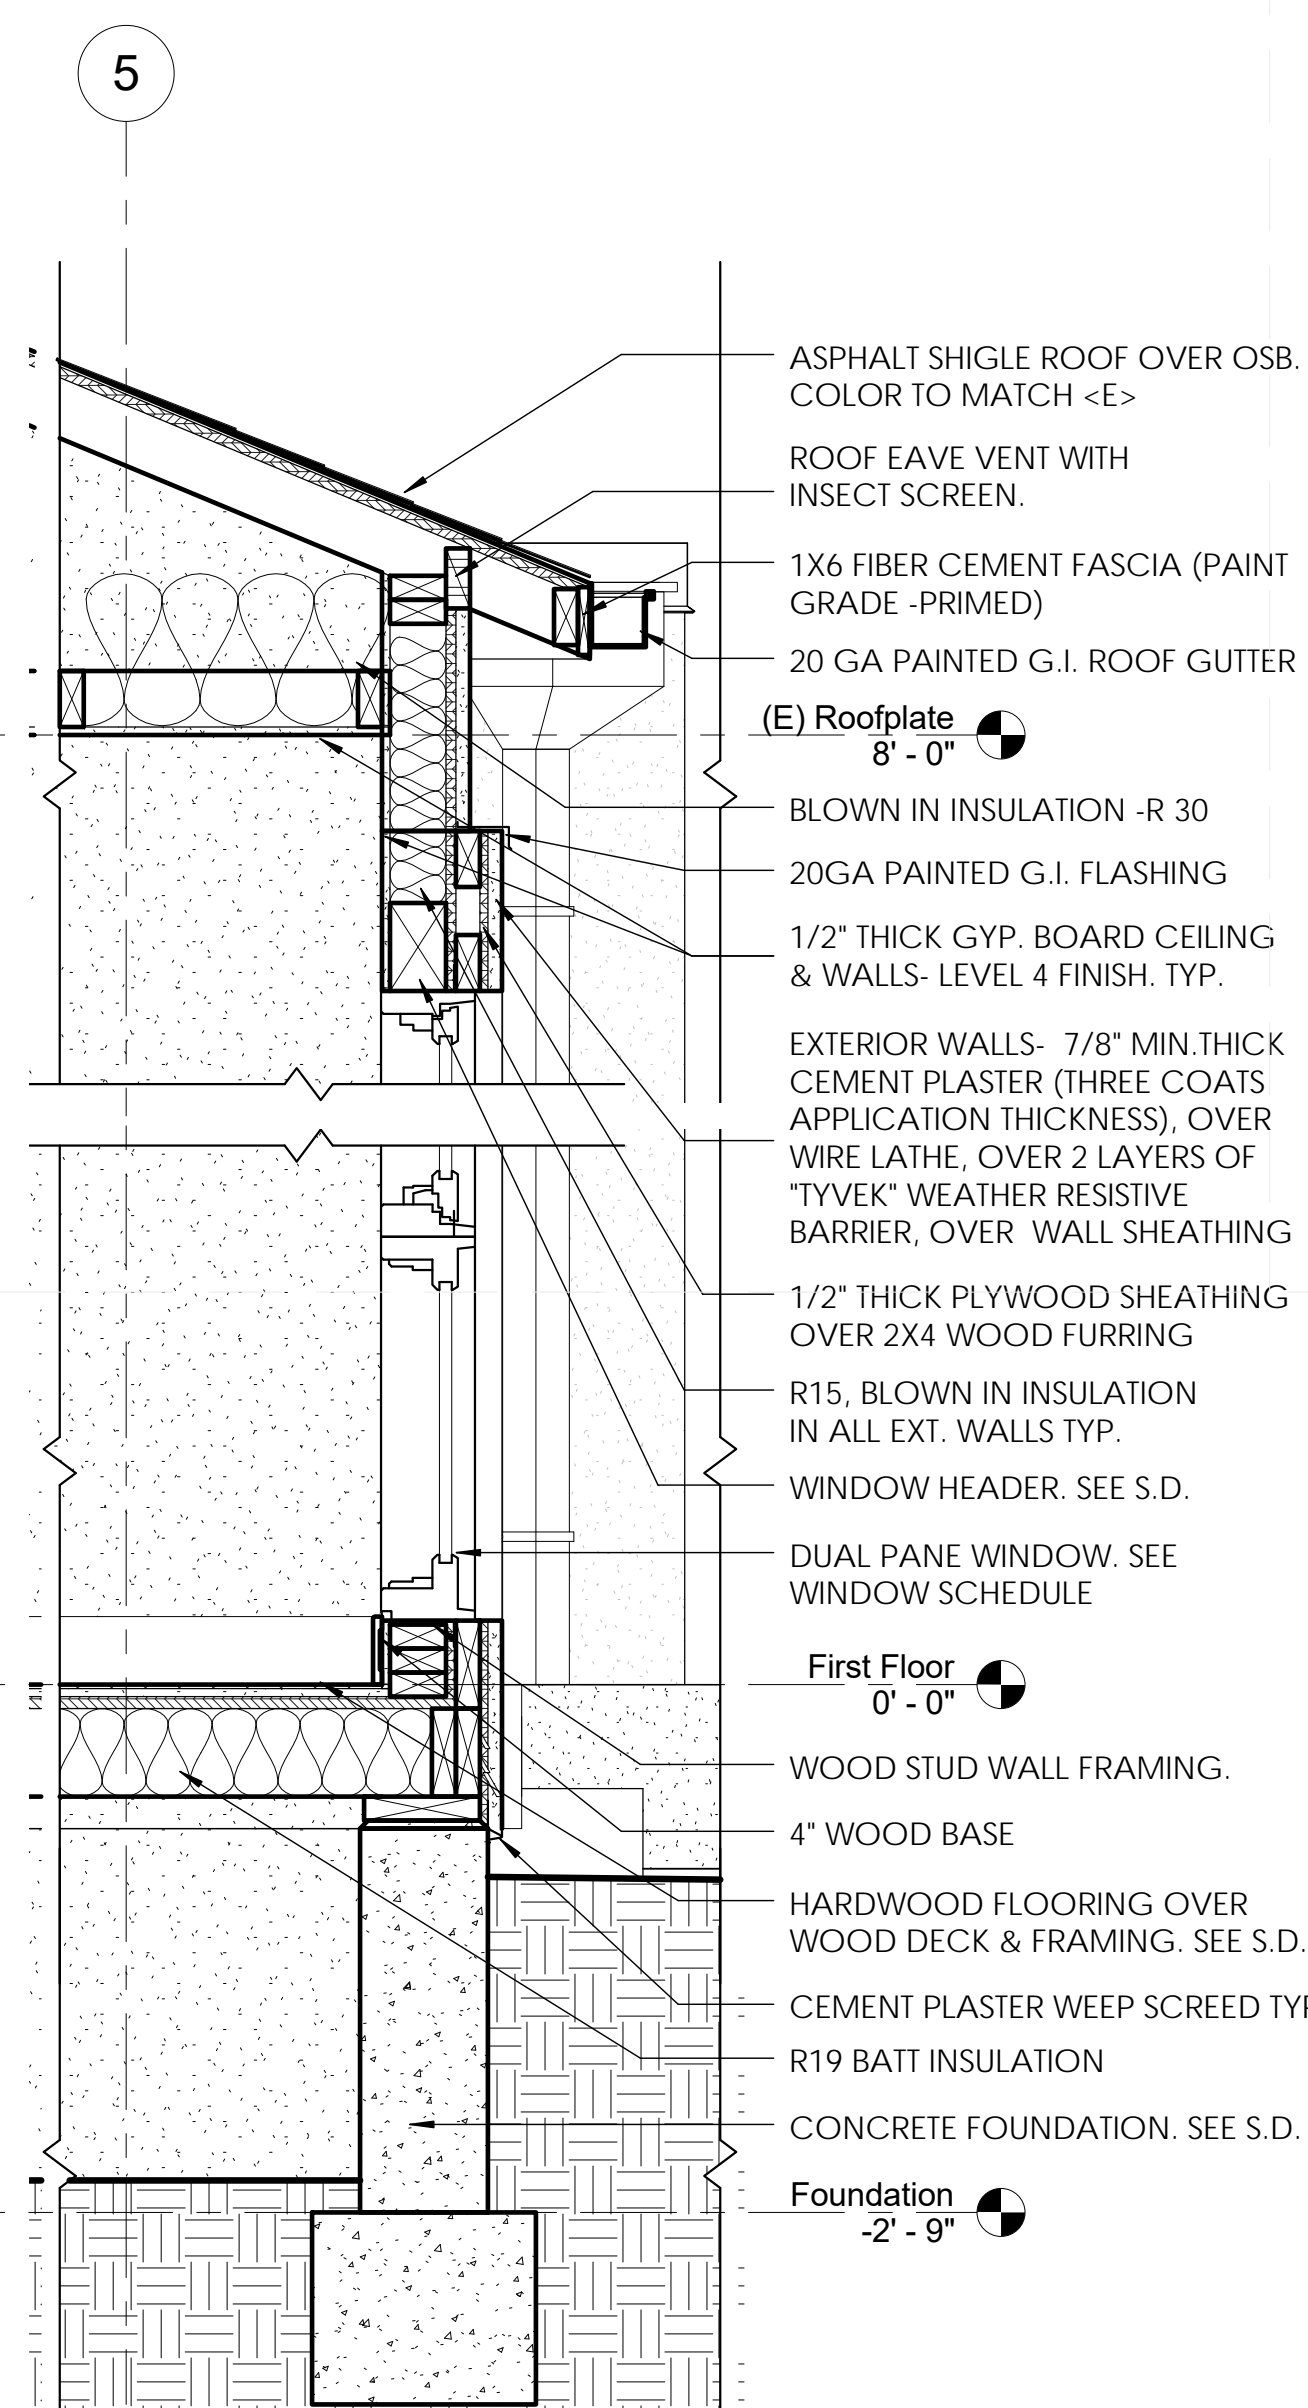 5
ASPHALT SHIGLE ROOF OVER OSB.
COLOR TO MATCH <E>
ROOF EAVE VENT WITH
INSECT SCREEN.
1X6 FIBER CEMENT FASCIA (PAINT
GRADE -PRIMED)
20 GA PAINTED G.I. ROOF GUTTER
(E) Roofplate
8' - 0"
BLOWN IN INSULATION -R 30
20GA PAINTED G.I. FLASHING
1/2" THICK GYP. BOARD CEILING
& WALLS- LEVEL 4 FINISH. TYP.
EXTERIOR WALLS- 7/8" MIN.THICK
CEMENT PLASTER (THREE COATS
APPLICATION THICKNESS), OVER
WIRE LATHE, OVER 2 LAYERS OF
"TYVEK" WEATHER RESISTIVE
BARRIER, OVER WALL SHEATHING
1/2" THICK PLYWOOD SHEATHING
OVER 2X4 WOOD FURRING
R15, BLOWN IN INSULATION
IN ALL EXT. WALLS TYP.
WINDOW HEADER. SEE S.D.
DUAL PANE WINDOW. SEE
WINDOW SCHEDULE
First Floor
0' - 0"
WOOD STUD WALL FRAMING.
4" WOOD BASE
HARDWOOD FLOORING OVER
WOOD DECK & FRAMING. SEE S.D.
CEMENT PLASTER WEEP SCREED TYP
R19 BATT INSULATION
CONCRETE FOUNDATION. SEE S.D.
Foundation
-2' - 9"